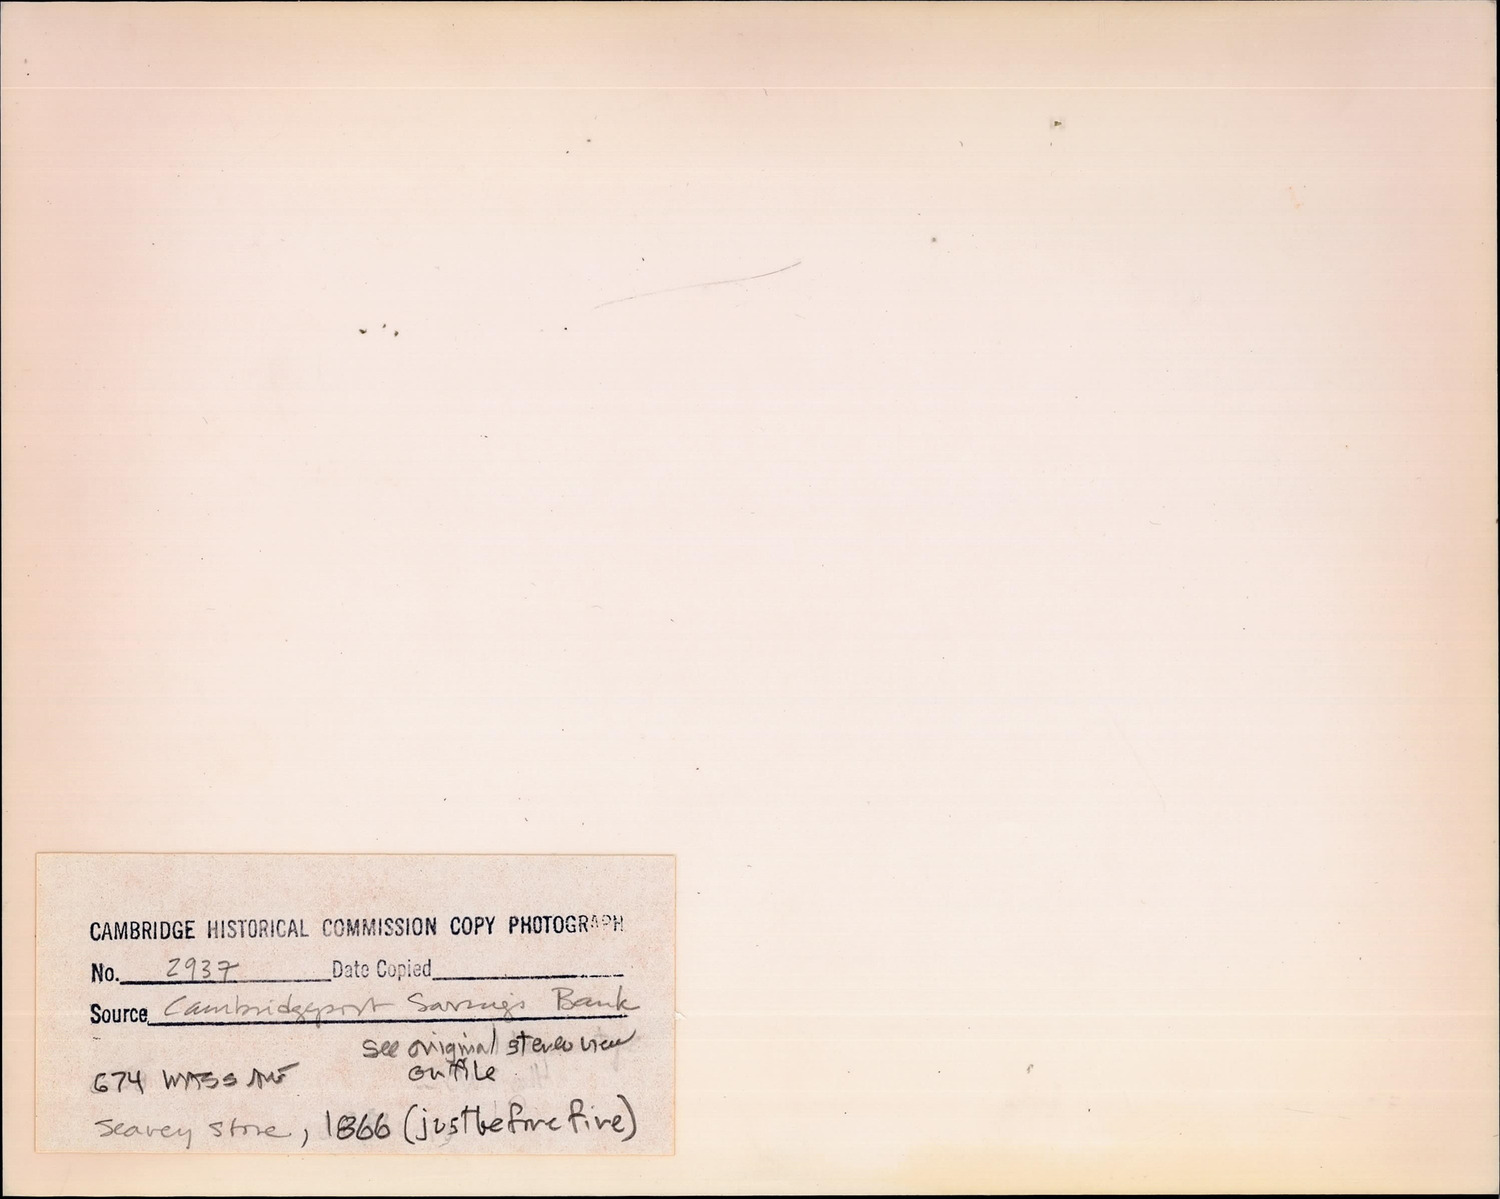 CAMBRIDGE HISTORICAL COMMISSION COPY PHOTOGRAPH
No. 2937 Date Copied
Source Cambridgeport Savings Bank
see original stereo view
on file
674 MASS AVE
Seavey Store, 1866 (just before fire)